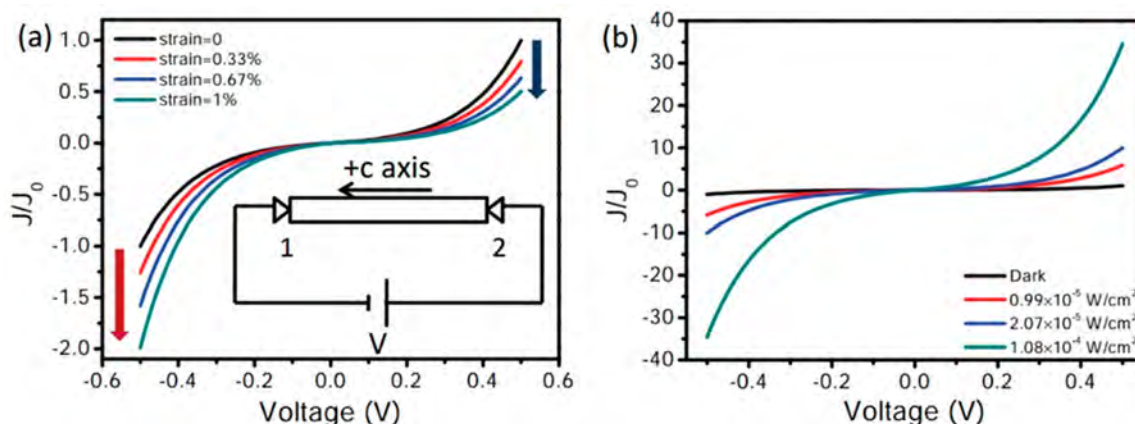 (a)
strain=0
strain=0.33%
strain=0.67%
strain=1%
1.0
0.5
0.0
-0.5
-1.0
-1.5
-2.0
J/J₀
+c axis
1
2
V
-0.6
-0.4
-0.2
0.0
0.2
0.4
0.6
Voltage (V)
(b)
40
30
20
10
0
-10
-20
-30
-40
J/J₀
Dark
0.99×10⁻⁵ W/cm²
2.07×10⁻⁵ W/cm²
1.08×10⁻⁴ W/cm²
-0.4
-0.2
0.0
0.2
0.4
Voltage (V)